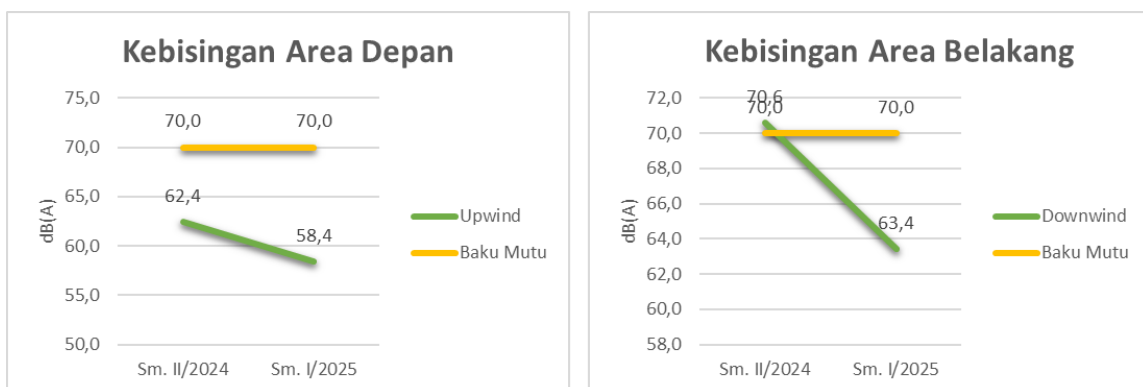 Kebisingan Area Depan
75,0
70,0
65,0
60,0
55,0
50,0
dB(A)
70,0
70,0
62,4
58,4
Sm. II/2024
Sm. I/2025
Upwind
Baku Mutu
Kebisingan Area Belakang
72,0
70,0
68,0
66,0
64,0
62,0
60,0
58,0
dB(A)
70,6
70,0
70,0
63,4
Sm. II/2024
Sm. I/2025
Downwind
Baku Mutu